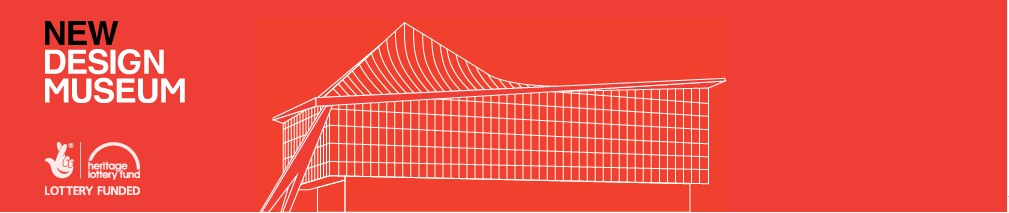 NEW
DESIGN
MUSEUM
heritage
lottery fund
LOTTERY FUNDED